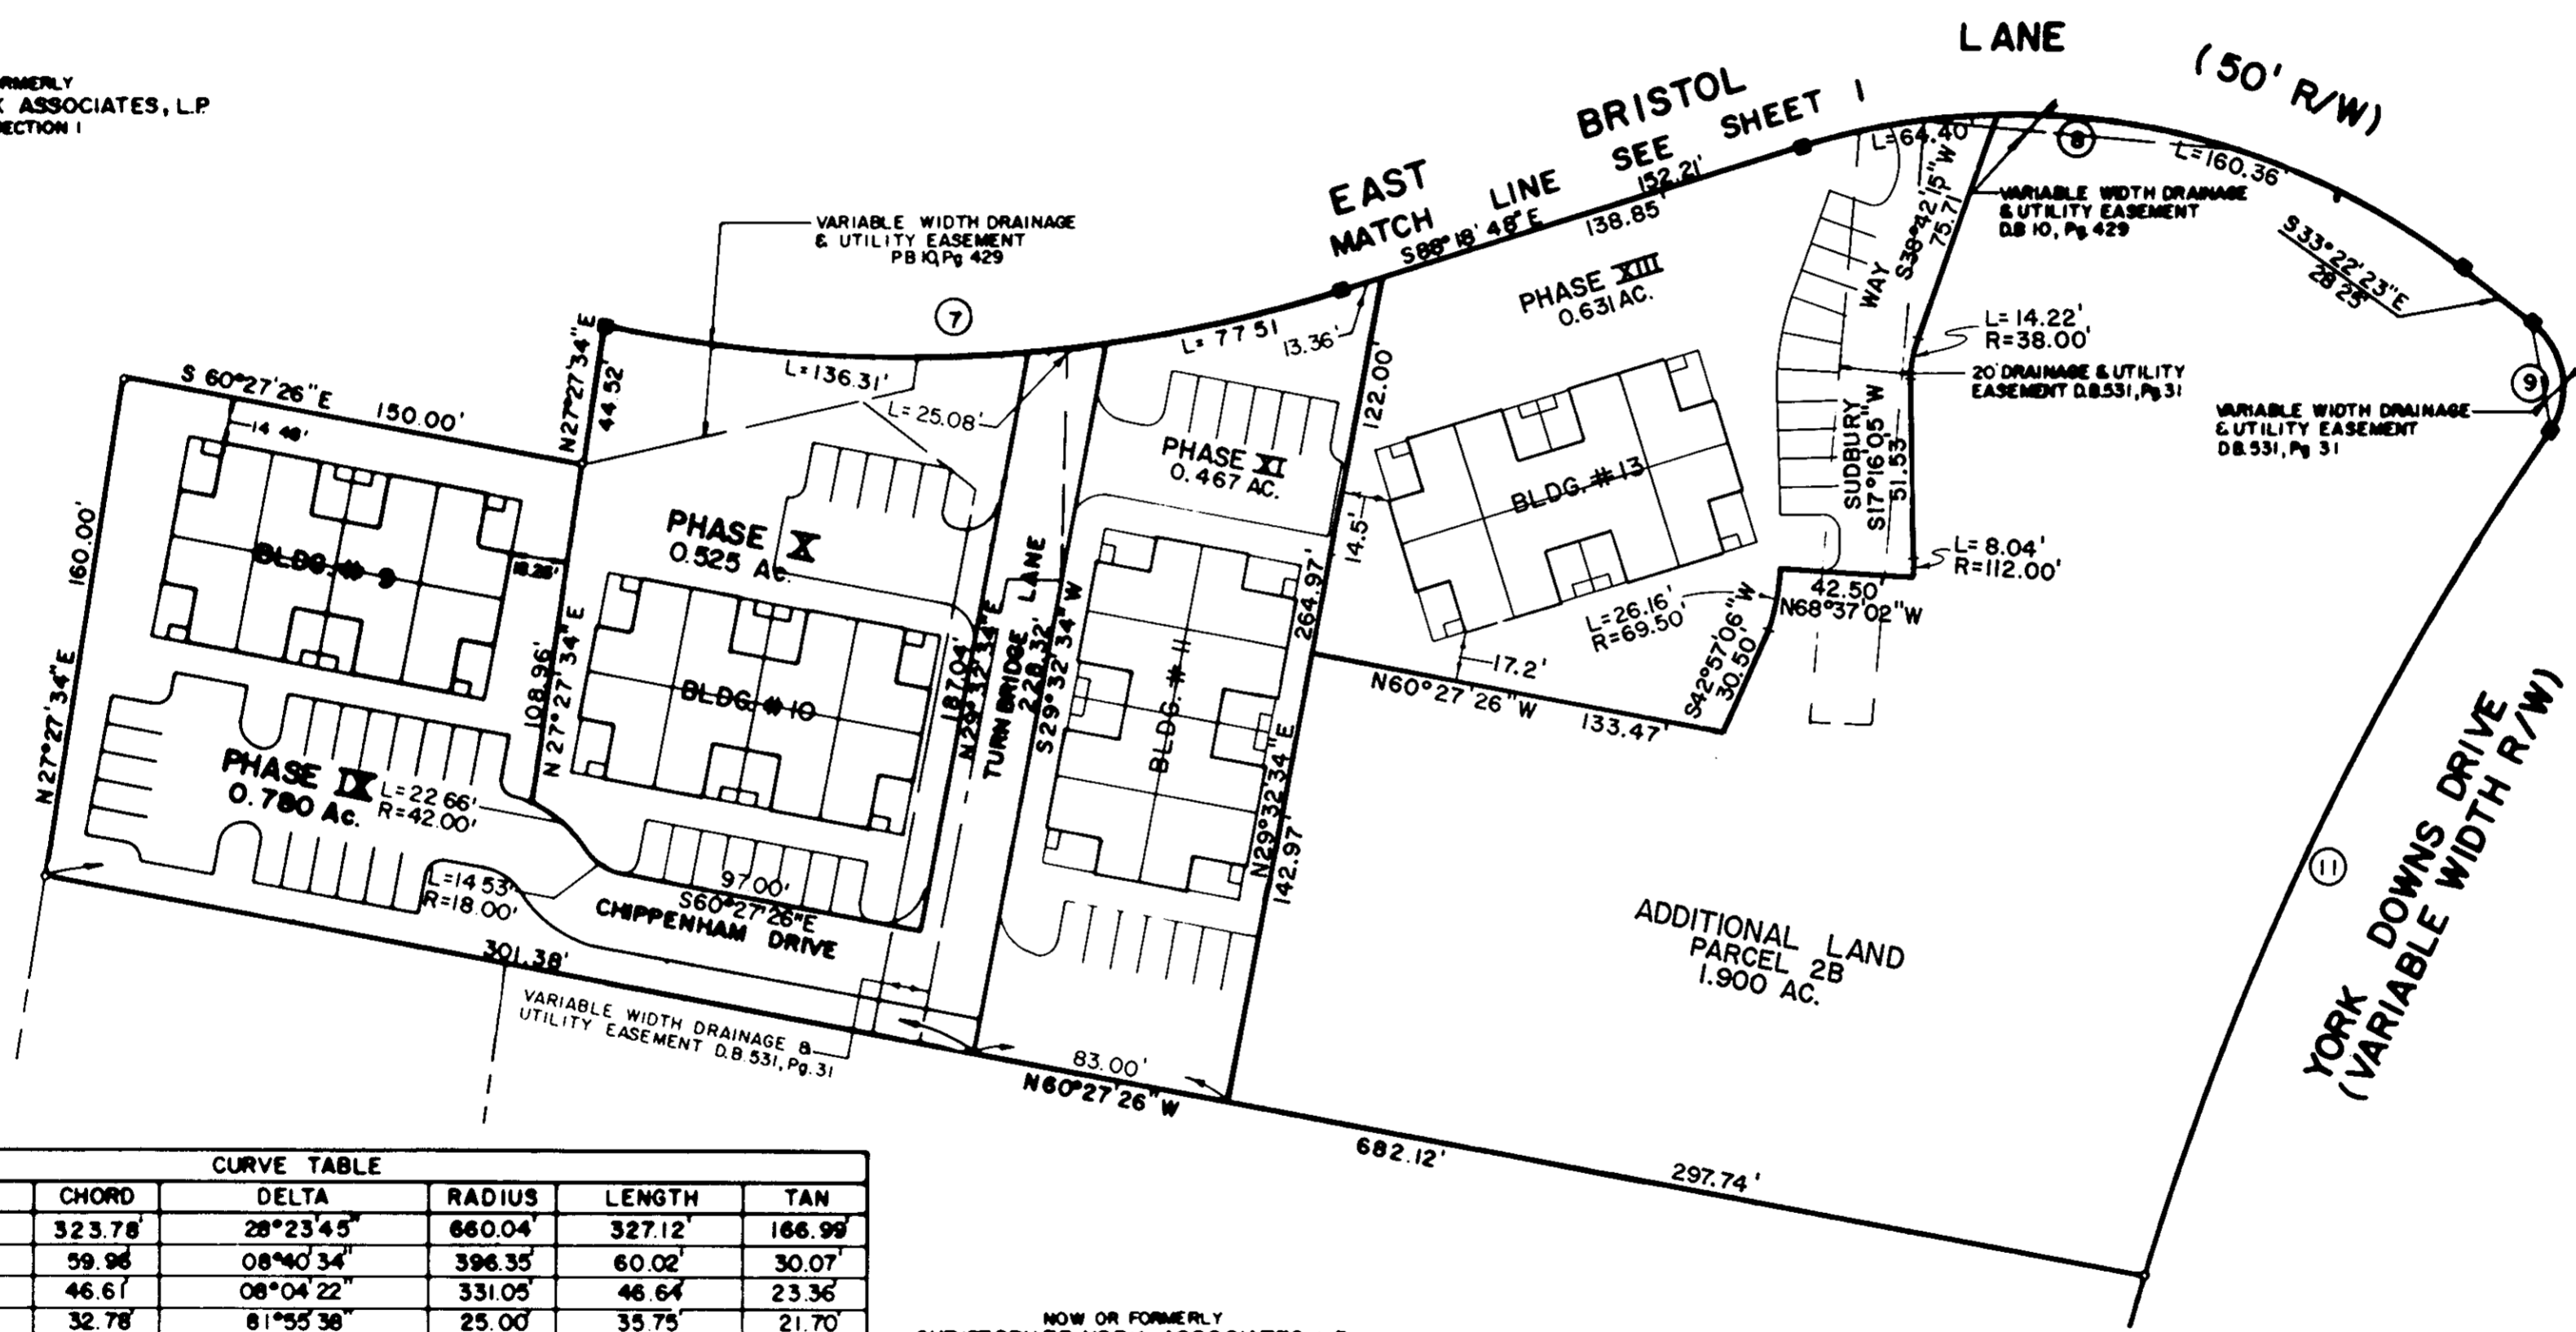 ASSOCIATES, L.P.
LANE
(50' R/W)
EAST BRISTOL
MATCH LINE SEE SHEET 1
152.21'
S88°18'48"E
138.85'
L=64.40'
8
L=160.36'
S33°22'23"E
28.25'
VARIABLE WIDTH DRAINAGE
& UTILITY EASEMENT
D.B 10, Pg 429
VARIABLE WIDTH DRAINAGE
& UTILITY EASEMENT
PB 10, Pg 429
7
S 60°27'26"E
150.00'
14.48'
N27°27'34"E
44.52'
L=136.31'
L=25.08'
L=77.51
13.36'
122.00'
PHASE XIII
0.631 AC.
S38°42'15"W
75.71'
WAY
SUDBURY
S17°16'05"W
51.53'
L=14.22'
R=38.00'
20' DRAINAGE & UTILITY
EASEMENT D.B.531, Pg.31
9
VARIABLE WIDTH DRAINAGE
& UTILITY EASEMENT
D.B.531, Pg 31
L=8.04'
R=112.00'
42.50'
N68°37'02"W
L=26.16'
R=69.50'
S42°57'06"W
30.50'
BLDG. #13
14.5'
17.2'
N60°27'26"W
133.47'
PHASE XI
0.467 AC.
BLDG. # 11
264.97'
N29°32'34"E
142.97'
PHASE X
0.525 Ac.
BLDG. # 10
187.04'
N29°32'34"E
TURNBRIDGE LANE
228.32'
S29°32'34"W
160.00'
N27°27'34"E
BLDG. # 9
108.96'
N27°27'34"E
PHASE IX
0.780 Ac.
L=22.66'
R=42.00'
L=14.53'
R=18.00'
97.00'
S60°27'26"E
CHIPPENHAM DRIVE
301.38'
VARIABLE WIDTH DRAINAGE &
UTILITY EASEMENT D.B.531, Pg.31
83.00'
N60°27'26"W
682.12'
297.74'
ADDITIONAL LAND
PARCEL 2B
1.900 AC.
11
YORK DOWNS DRIVE
(VARIABLE WIDTH R/W)
CURVE TABLE
CHORD DELTA RADIUS LENGTH TAN
323.78' 28°23'45" 660.04' 327.12' 166.99'
59.96' 08°40'34" 396.35' 60.02' 30.07'
46.61' 08°04'22" 331.05' 46.64' 23.36'
32.78' 81°55'38" 25.00' 35.75' 21.70'
NOW OR FORMERLY